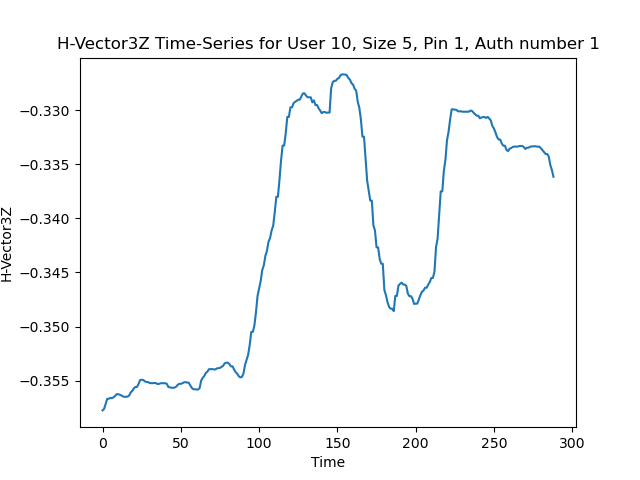 H-Vector3Z Time-Series for User 10, Size 5, Pin 1, Auth number 1
H-Vector3Z
−0.330
−0.335
−0.340
−0.345
−0.350
−0.355
0 50 100 150 200 250 300
Time